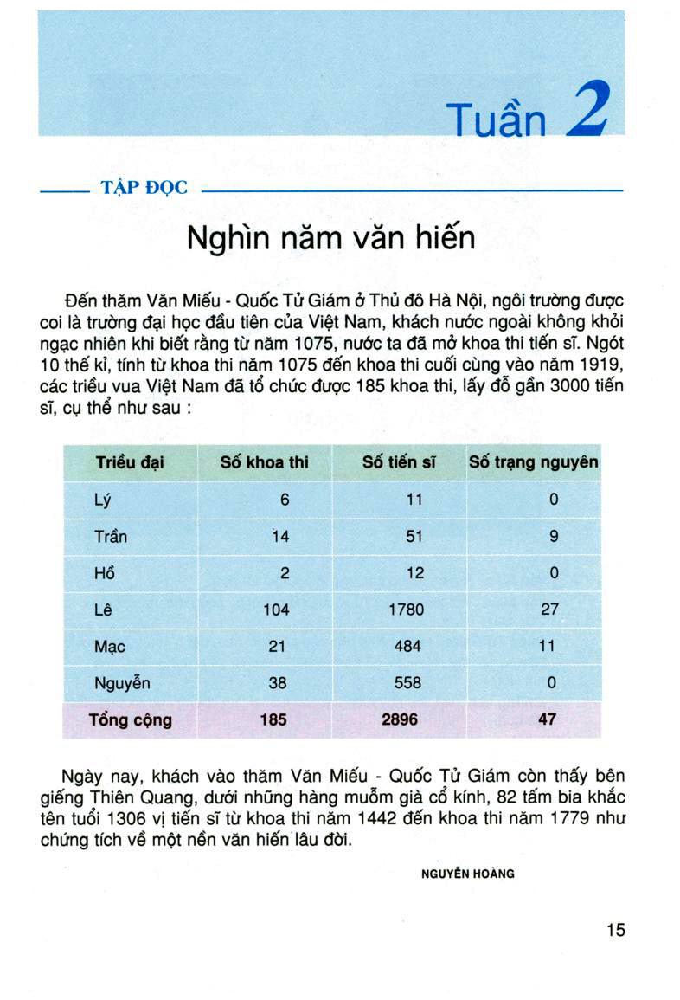 Tuần 2
TẬP ĐỌC
Nghìn năm văn hiến
Đến thăm Văn Miếu - Quốc Tử Giám ở Thủ đô Hà Nội, ngôi trường được
coi là trường đại học đầu tiên của Việt Nam, khách nước ngoài không khỏi
ngạc nhiên khi biết rằng từ năm 1075, nước ta đã mở khoa thi tiến sĩ. Ngót
10 thế kỉ, tính từ khoa thi năm 1075 đến khoa thi cuối cùng vào năm 1919,
các triều vua Việt Nam đã tổ chức được 185 khoa thi, lấy đỗ gần 3000 tiến
sĩ, cụ thể như sau :
Triều đại Số khoa thi Số tiến sĩ Số trạng nguyên
Lý 6 11 0
Trần 14 51 9
Hồ 2 12 0
Lê 104 1780 27
Mạc 21 484 11
Nguyễn 38 558 0
Tổng cộng 185 2896 47
Ngày nay, khách vào thăm Văn Miếu - Quốc Tử Giám còn thấy bên
giếng Thiên Quang, dưới những hàng muỗm già cổ kính, 82 tấm bia khắc
tên tuổi 1306 vị tiến sĩ từ khoa thi năm 1442 đến khoa thi năm 1779 như
chứng tích về một nền văn hiến lâu đời.
NGUYỄN HOÀNG
15